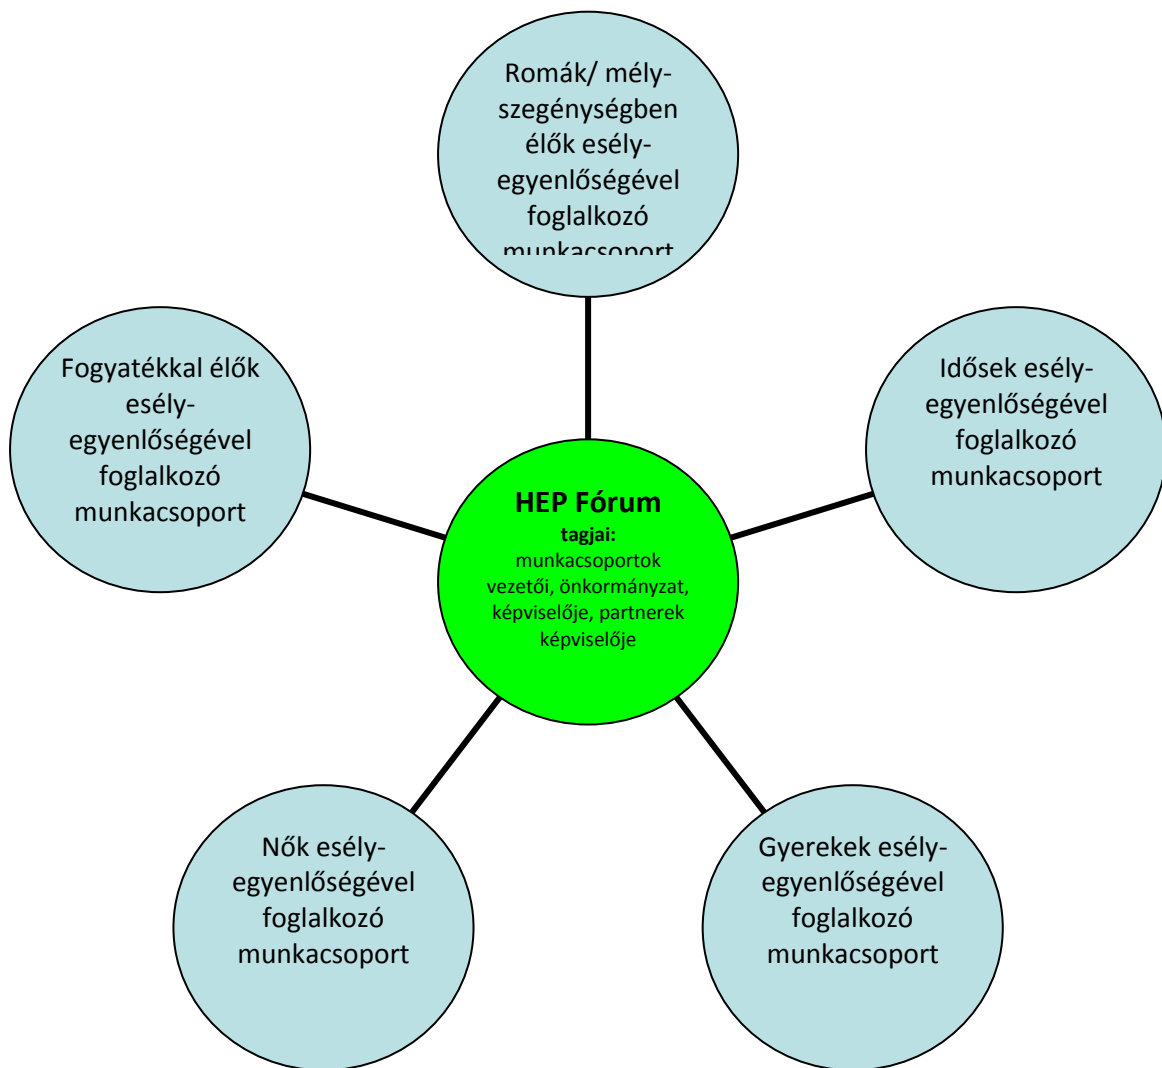 Romák/ mély-
szegénységben
élők esély-
egyenlőségével
foglalkozó
munkacsoport
Fogyatékkal élők
esély-
egyenlőségével
foglalkozó
munkacsoport
Idősek esély-
egyenlőségével
foglalkozó
munkacsoport
HEP Fórum
tagjai:
munkacsoportok
vezetői, önkormányzat,
képviselője, partnerek
képviselője
Nők esély-
egyenlőségével
foglalkozó
munkacsoport
Gyerekek esély-
egyenlőségével
foglalkozó
munkacsoport